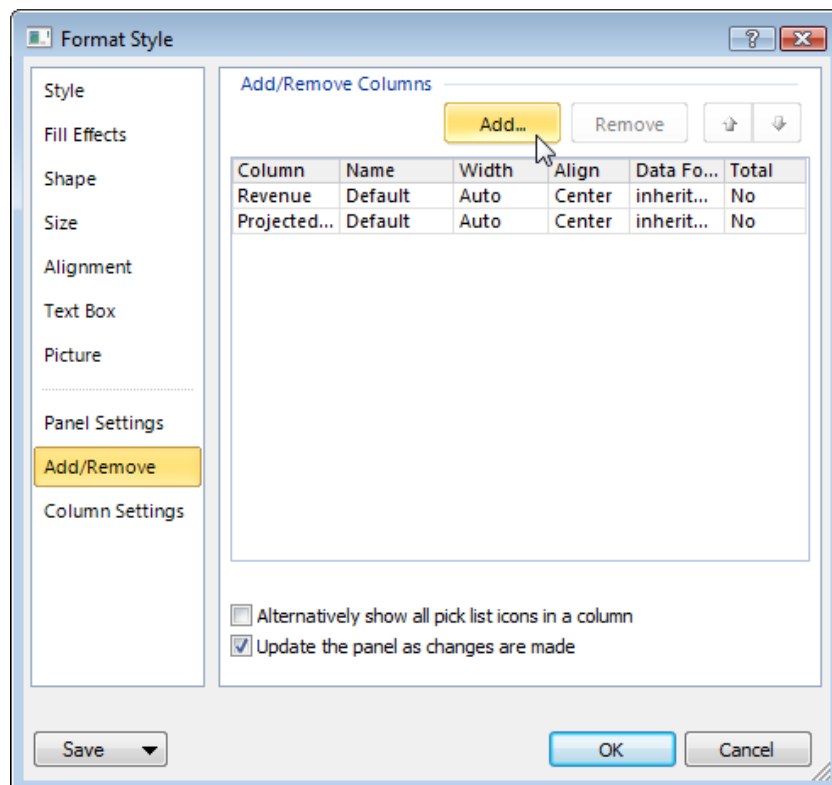 Format Style
Style
Fill Effects
Shape
Size
Alignment
Text Box
Picture
Panel Settings
Add/Remove
Column Settings
Add/Remove Columns
Add... Remove
Column Name Width Align Data Fo... Total
Revenue Default Auto Center inherit... No
Projected... Default Auto Center inherit... No
Alternatively show all pick list icons in a column
Update the panel as changes are made
Save OK Cancel